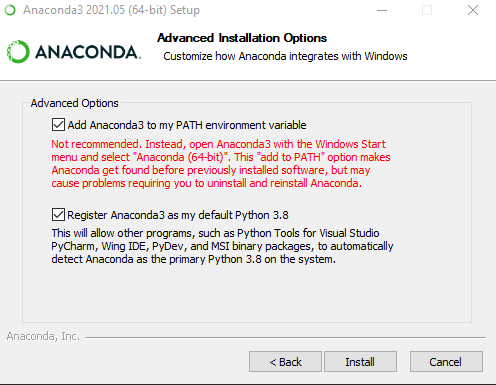 Anaconda3 2021.05 (64-bit) Setup
ANACONDA.
Advanced Installation Options
Customize how Anaconda integrates with Windows
Advanced Options
Add Anaconda3 to my PATH environment variable
Not recommended. Instead, open Anaconda3 with the Windows Start
menu and select "Anaconda (64-bit)". This "add to PATH" option makes
Anaconda get found before previously installed software, but may
cause problems requiring you to uninstall and reinstall Anaconda.
Register Anaconda3 as my default Python 3.8
This will allow other programs, such as Python Tools for Visual Studio
PyCharm, Wing IDE, PyDev, and MSI binary packages, to automatically
detect Anaconda as the primary Python 3.8 on the system.
Anaconda, Inc.
< Back
Install
Cancel